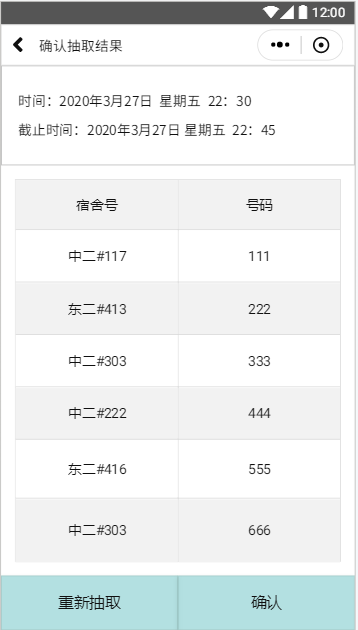 12:00
确认抽取结果
时间：2020年3月27日 星期五 22：30
截止时间：2020年3月27日 星期五 22：45
宿舍号 号码
中二#117 111
东二#413 222
中二#303 333
中二#222 444
东二#416 555
中二#303 666
重新抽取 确认